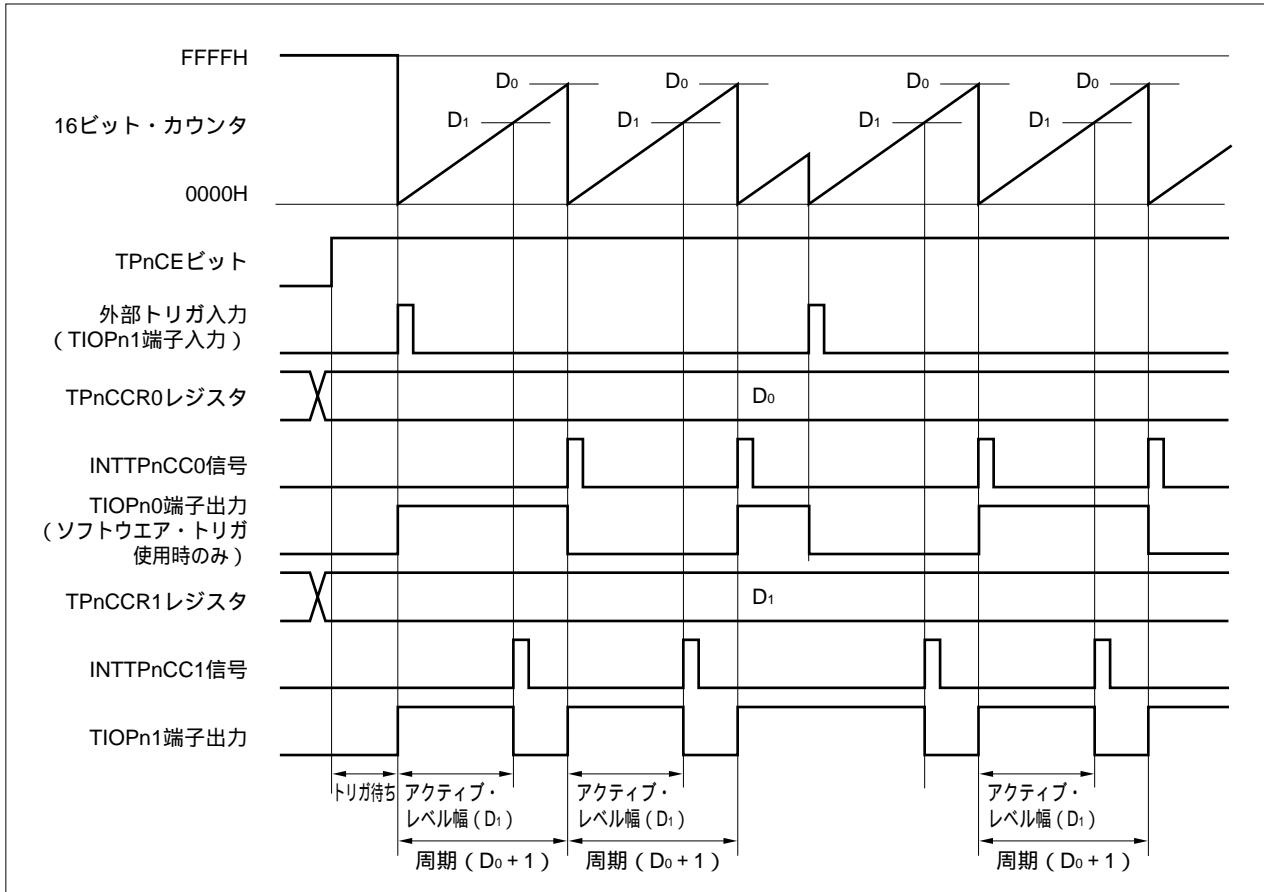 FFFFH
D₀ D₀ D₀ D₀
16ビット・カウンタ
D₁ D₁ D₁ D₁
0000H
TPnCEビット
外部トリガ入力
（TIOPn1端子入力）
TPnCCR0レジスタ
D₀
INTTPnCC0信号
TIOPn0端子出力
（ソフトウエア・トリガ
使用時のみ）
TPnCCR1レジスタ
D₁
INTTPnCC1信号
TIOPn1端子出力
トリガ待ち アクティブ・ アクティブ・ アクティブ・
レベル幅（D₁） レベル幅（D₁） レベル幅（D₁）
周期（D₀＋1） 周期（D₀＋1） 周期（D₀＋1）